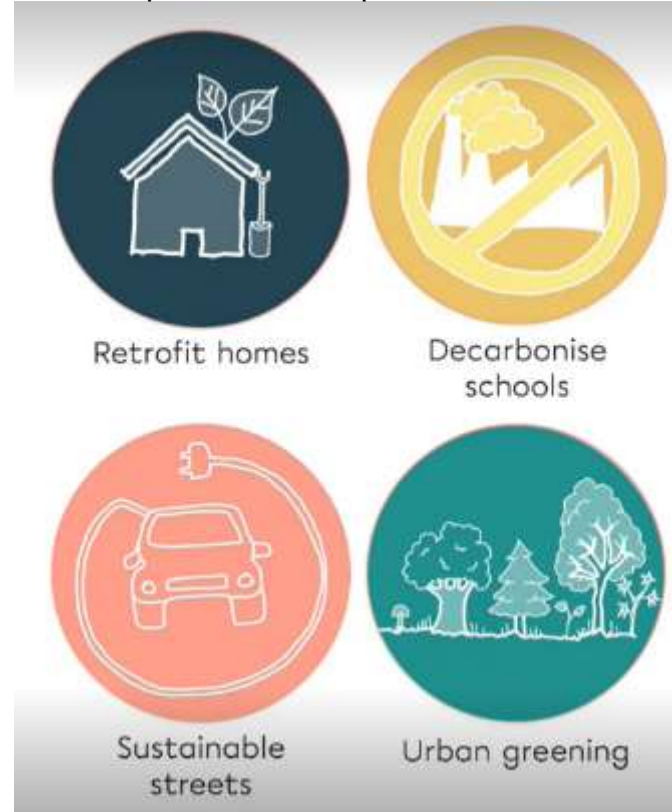 Retrofit homes
Decarbonise
schools
Sustainable
streets
Urban greening